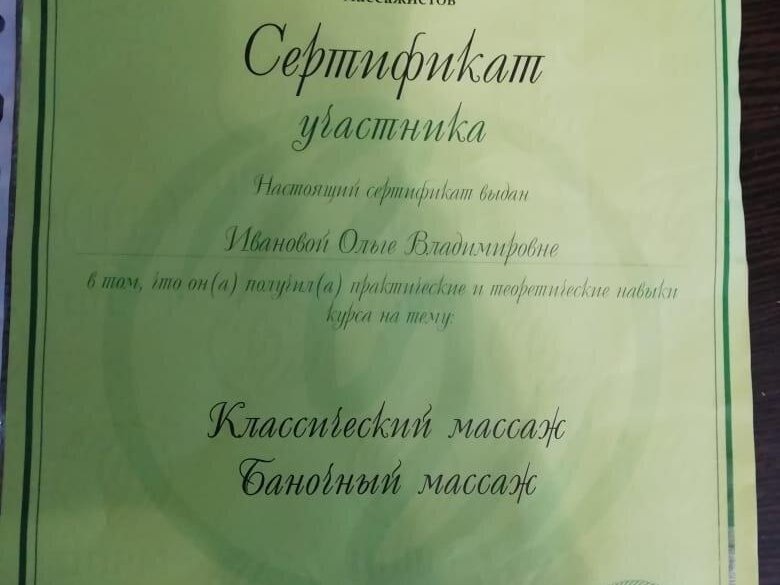 Массажистов
Сертификат
участника
Настоящий сертификат выдан
Ивановой Ольге Владимировне
в том, что он(а) получил(а) практические и теоретические навыки
курса на тему:
Классический массаж
Баночный массаж